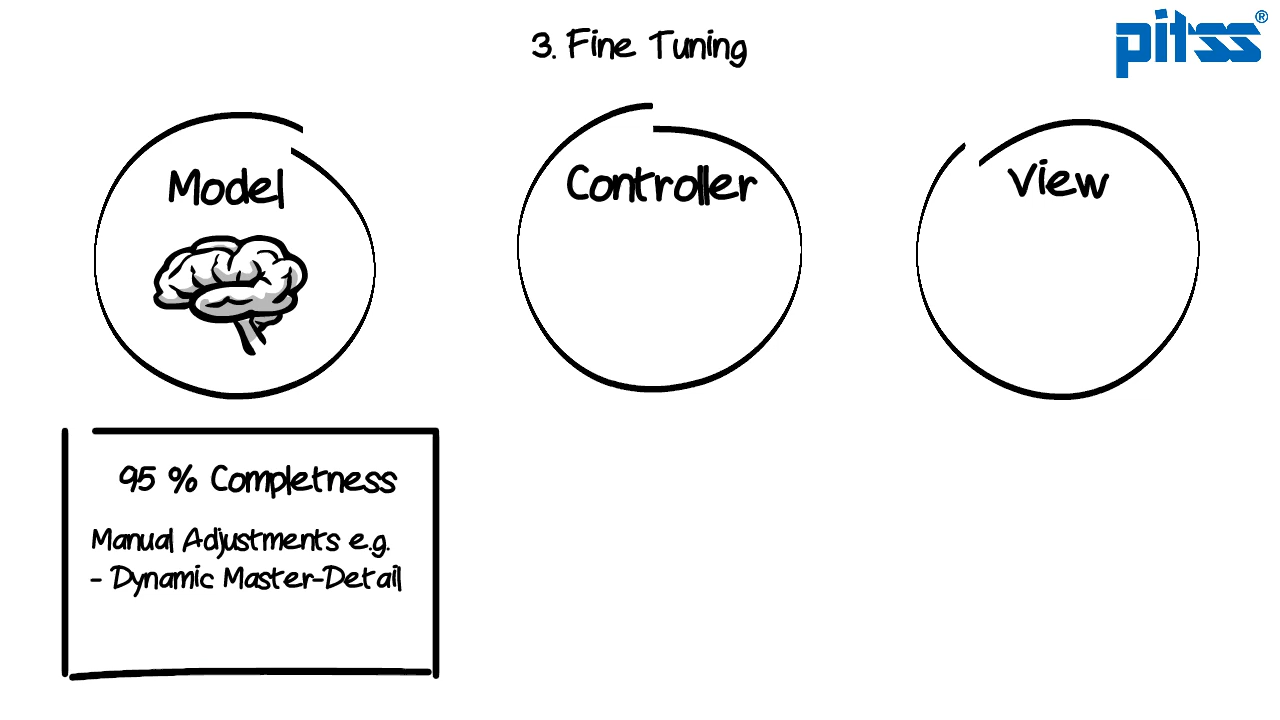 3. Fine Tuning
pitss®
Model
Controller
View
95 % Completness
Manual Adjustments e.g.
- Dynamic Master-Detail